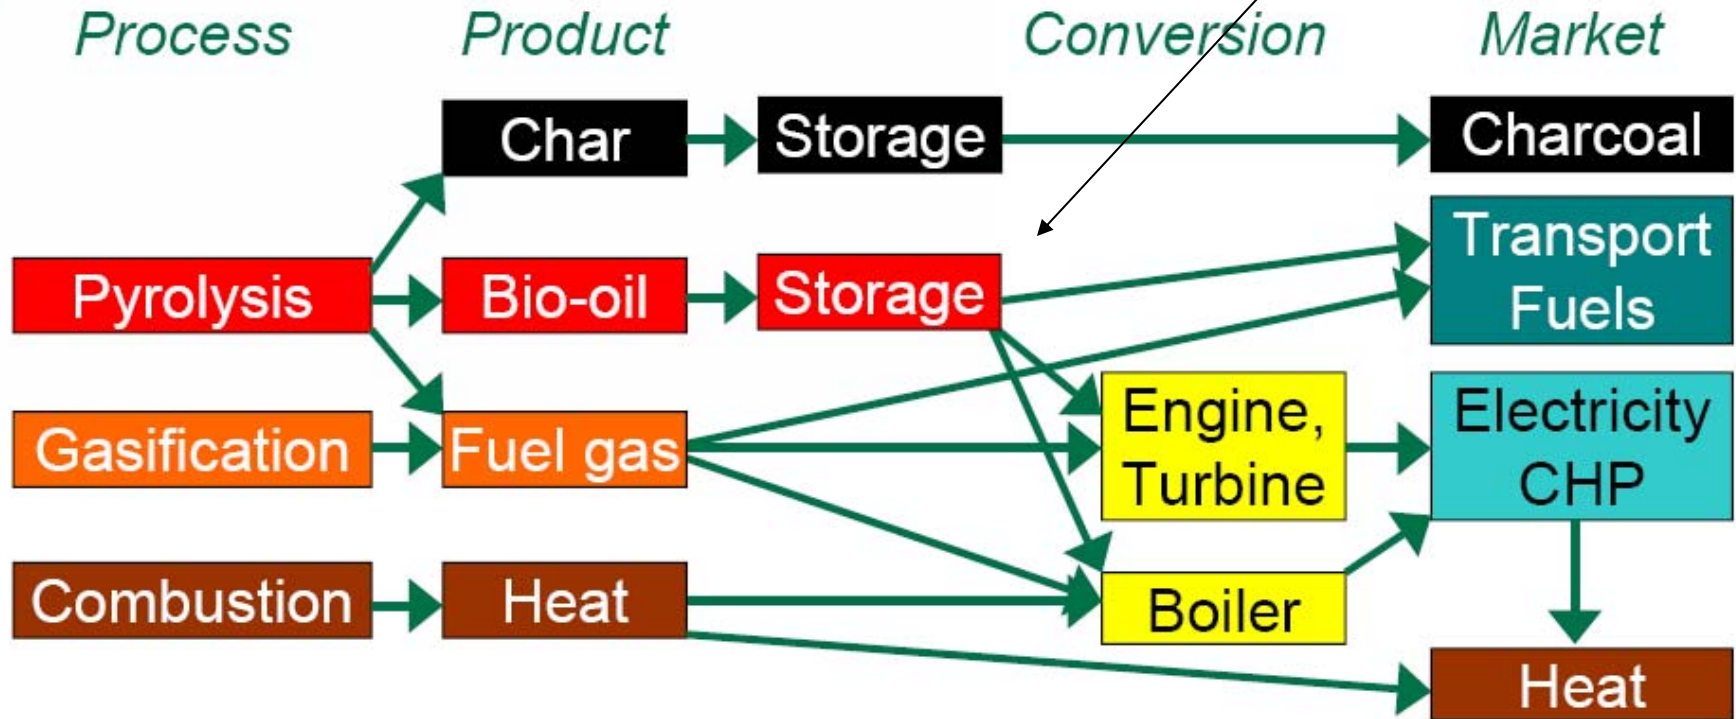 Process Product Conversion Market
Char Storage Charcoal
Pyrolysis Bio-oil Storage Transport
Fuels
Gasification Fuel gas Engine,
Turbine Electricity
CHP
Combustion Heat Boiler
Heat